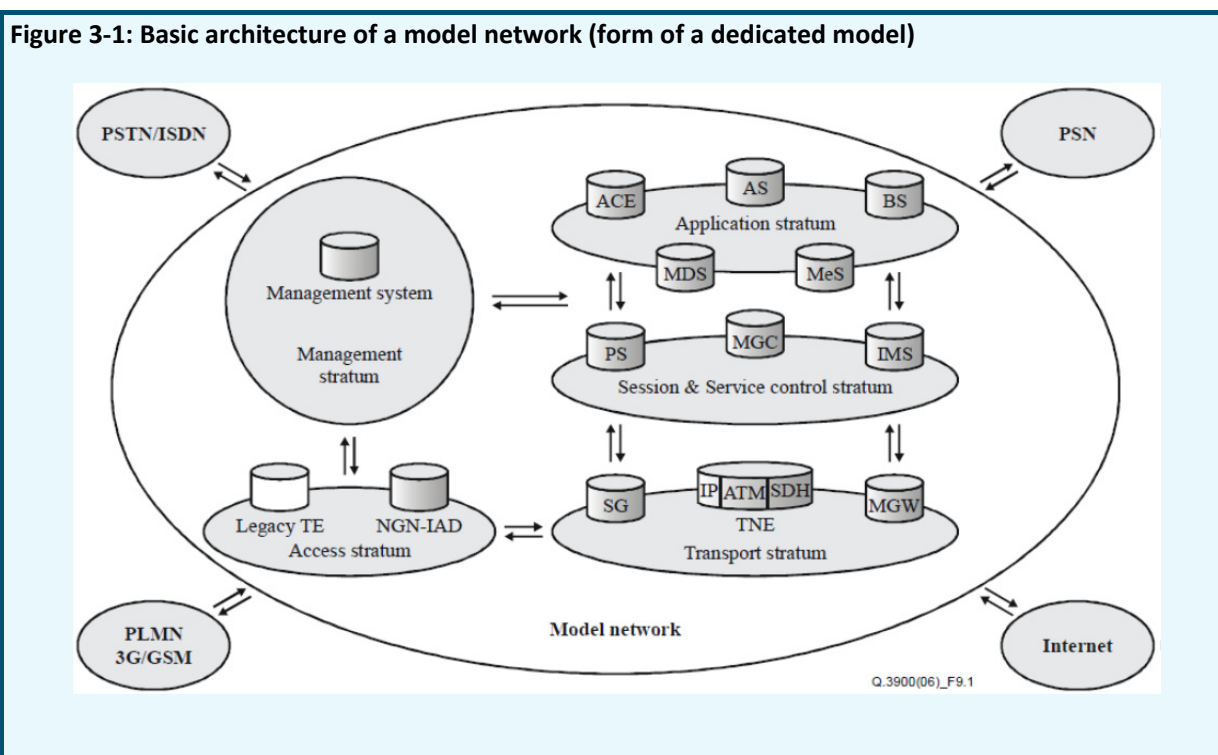 Figure 3-1: Basic architecture of a model network (form of a dedicated model)
PSTN/ISDN
PSN
ACE
AS
BS
Application stratum
MDS
MeS
Management system
Management
stratum
PS
MGC
IMS
Session & Service control stratum
Legacy TE
NGN-IAD
Access stratum
SG
IP
ATM
SDH
TNE
MGW
Transport stratum
PLMN
3G/GSM
Model network
Internet
Q.3900(06)_F9.1